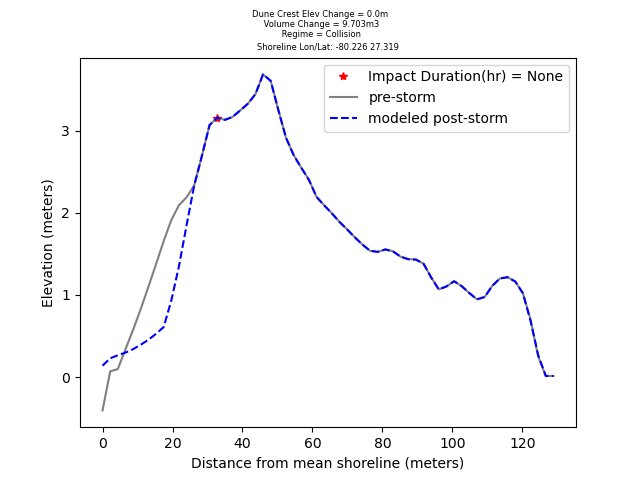 Dune Crest Elev Change = 0.0m
Volume Change = 9.703m3
Regime = Collision
Shoreline Lon/Lat: -80.226 27.319
Impact Duration(hr) = None
pre-storm
modeled post-storm
Elevation (meters)
3
2
1
0
0 20 40 60 80 100 120
Distance from mean shoreline (meters)